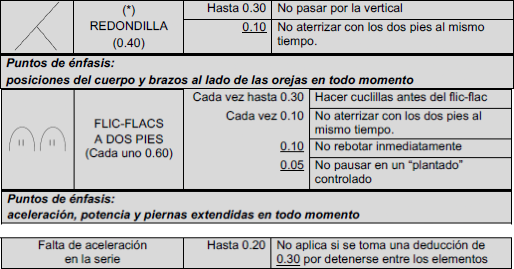 (*)
REDONDILLA
(0.40)
Hasta 0.30 No pasar por la vertical
0.10 No aterrizar con los dos pies al mismo
tiempo.
Puntos de énfasis:
posiciones del cuerpo y brazos al lado de las orejas en todo momento
FLIC-FLACS
A DOS PIES
(Cada uno 0.60)
Cada vez hasta 0.30 Hacer cuclillas antes del flic-flac
Cada vez 0.10 No aterrizar con los dos pies al
mismo tiempo.
0.10 No rebotar inmediatamente
0.05 No pausar en un “plantado”
controlado
Puntos de énfasis:
aceleración, potencia y piernas extendidas en todo momento
Falta de aceleración
en la serie
Hasta 0.20 No aplica si se toma una deducción de
0.30 por detenerse entre los elementos